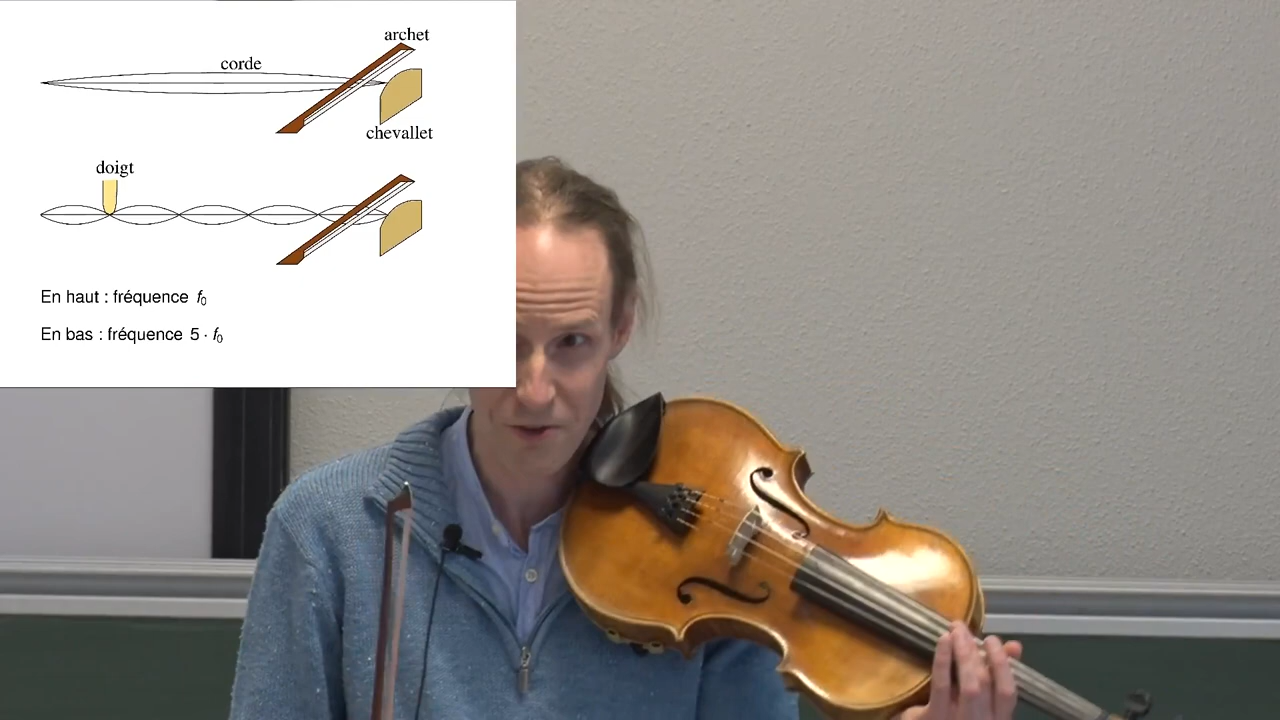 archet
corde
chevallet
doigt
En haut : fréquence f₀
En bas : fréquence 5 · f₀